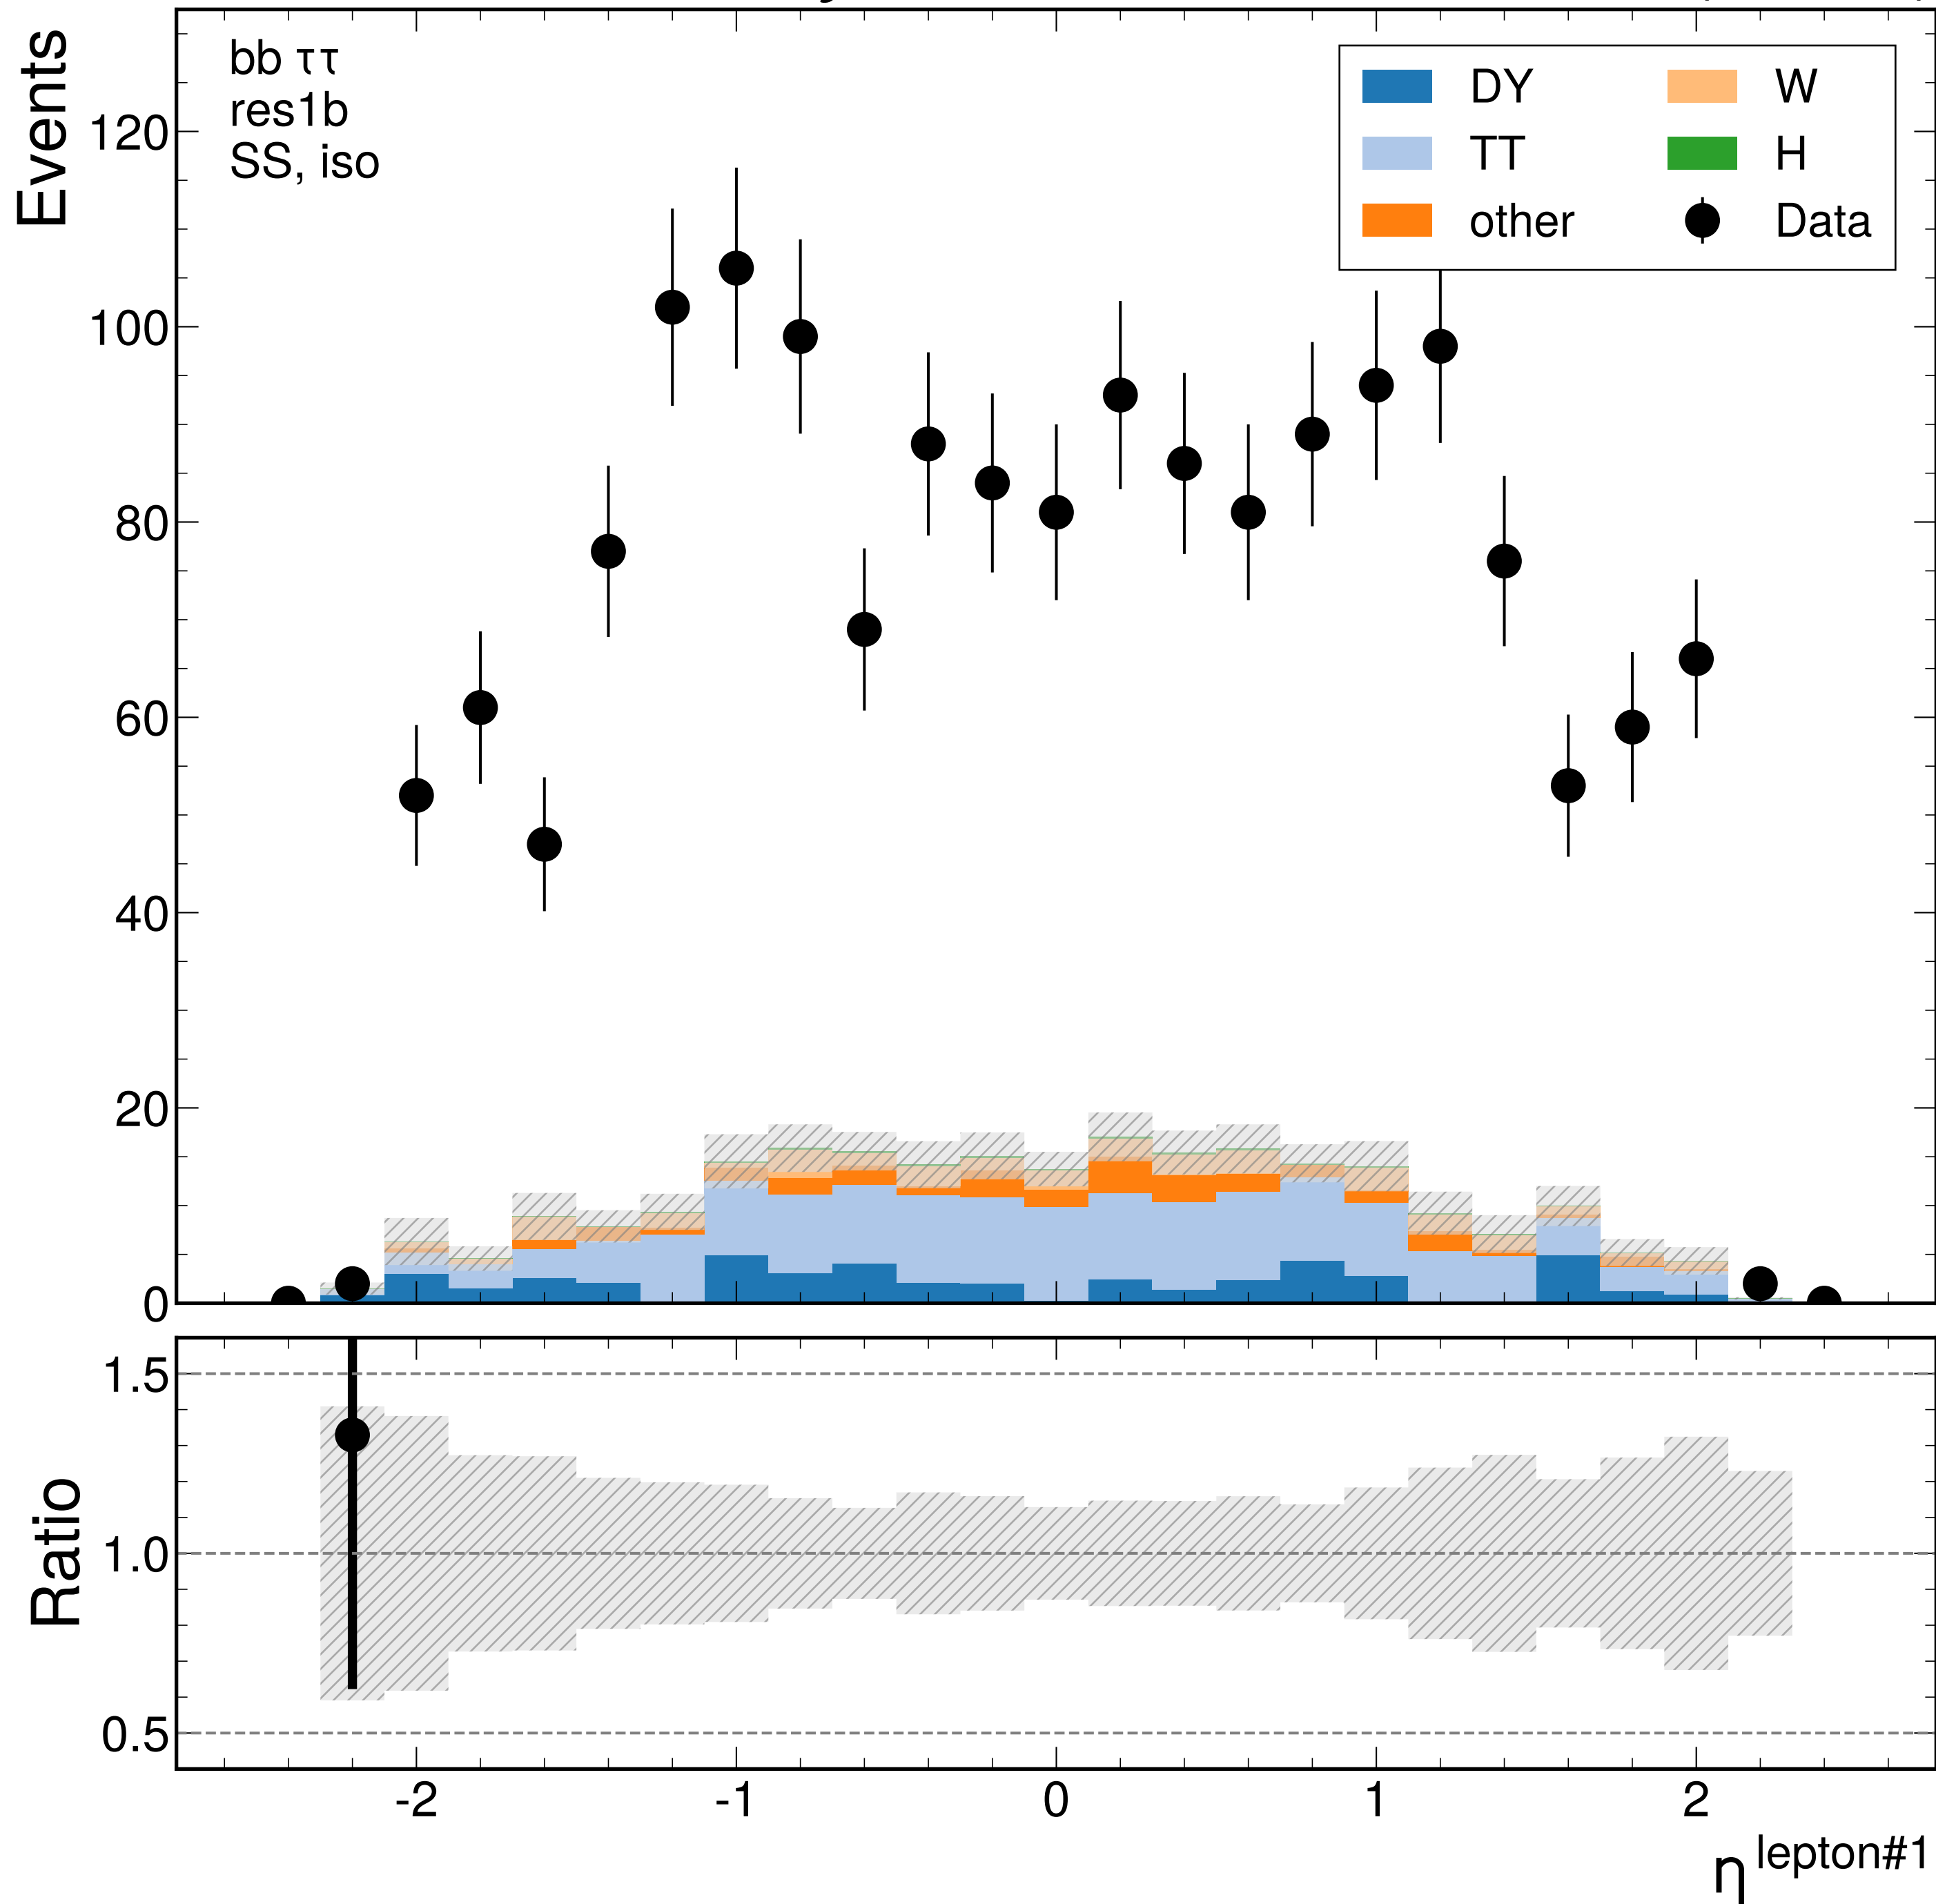 Events
120
100
80
60
40
20
0
bb ττ
res1b
SS, iso
DY
TT
other
W
H
Data
Ratio
1.5
1.0
0.5
-2
-1
0
1
2
η lepton#1